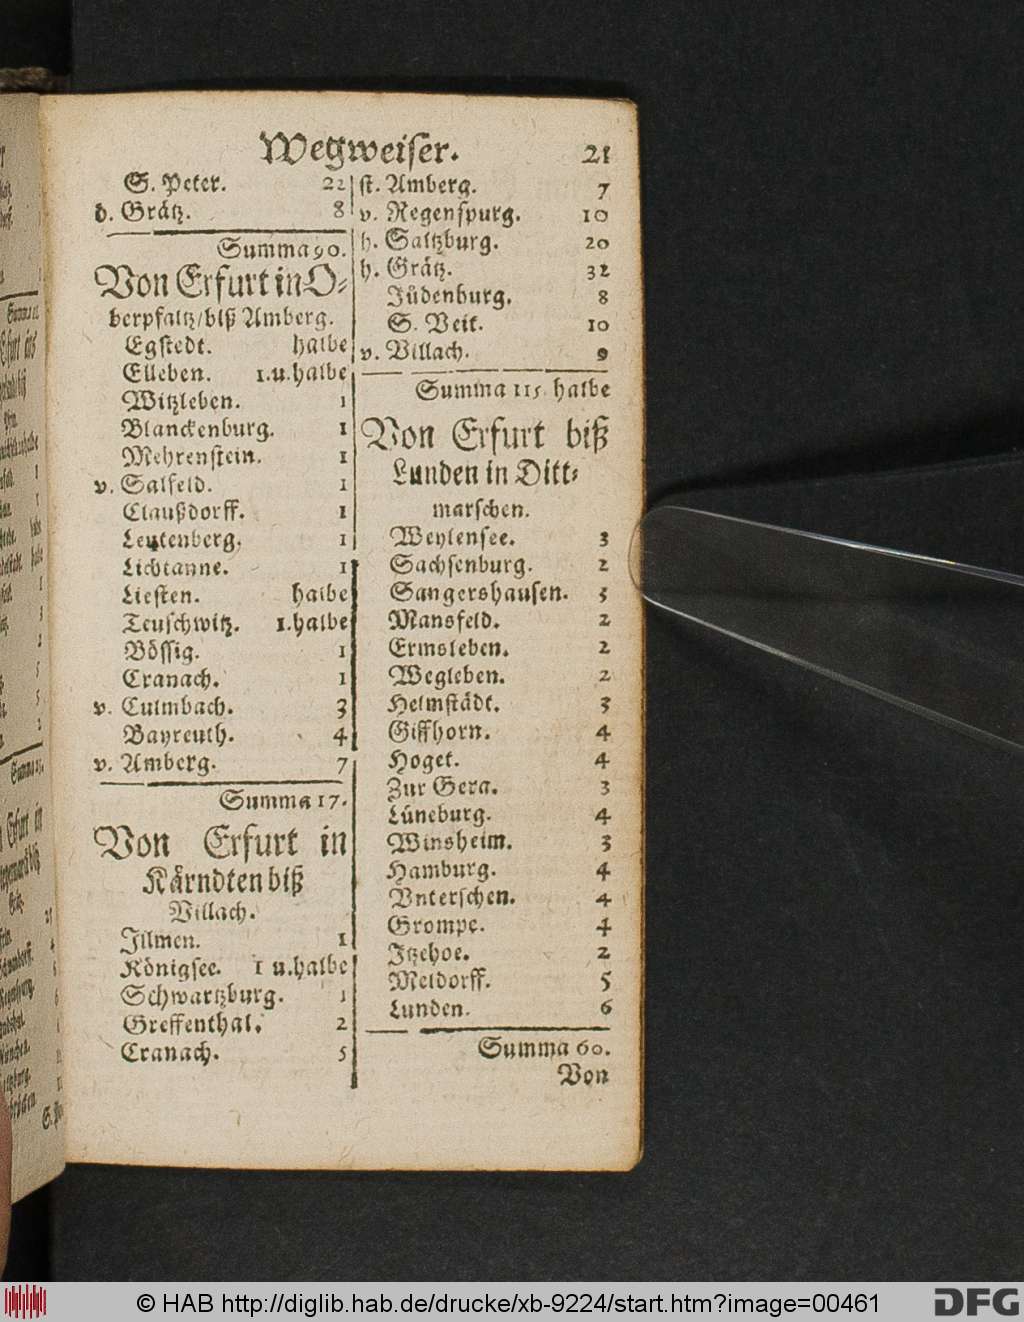 Wegweiser. 21
S. Peter. 22
d. Grätz. 8
Summa 90.
Von Erfurt in O-
berpfaltz/biß Amberg.
Egstedt. halbe
Elleben. 1.u.halbe
Witzleben. 1
Blanckenburg. 1
Mehrenstein. 1
v. Salfeld. 1
Claußdorff. 1
Leutenberg. 1
Lichtanne. 1
Liesten. halbe
Teuschwitz. 1.halbe
Bössig. 1
Cranach. 1
v. Culmbach. 3
Bayreuth. 4
v. Amberg. 7
Summa 17.
Von Erfurt in
Kärndten biß
Villach.
Jilmen. 1
Königsee. 1 u.halbe
Schwartzburg. 1
Greffenthal. 2
Cranach. 5
st. Amberg. 7
v. Regenspurg. 10
h. Saltzburg. 20
h. Grätz. 32
Jüdenburg. 8
S. Veit. 10
v. Villach. 9
Summa 115. halbe
Von Erfurt biß
Lunden in Ditt-
marschen.
Weylensee. 3
Sachsenburg. 2
Sangershausen. 5
Mansfeld. 2
Ermsleben. 2
Wegleben. 2
Helmstädt. 3
Giffhorn. 4
Hoget. 4
Zur Gera. 3
Lüneburg. 4
Winsheim. 3
Hamburg. 4
Vnterschen. 4
Grompe. 4
Itzehoe. 2
Meldorff. 5
Lunden. 6
Summa 60.
Von
© HAB http://diglib.hab.de/drucke/xb-9224/start.htm?image=00461
DFG